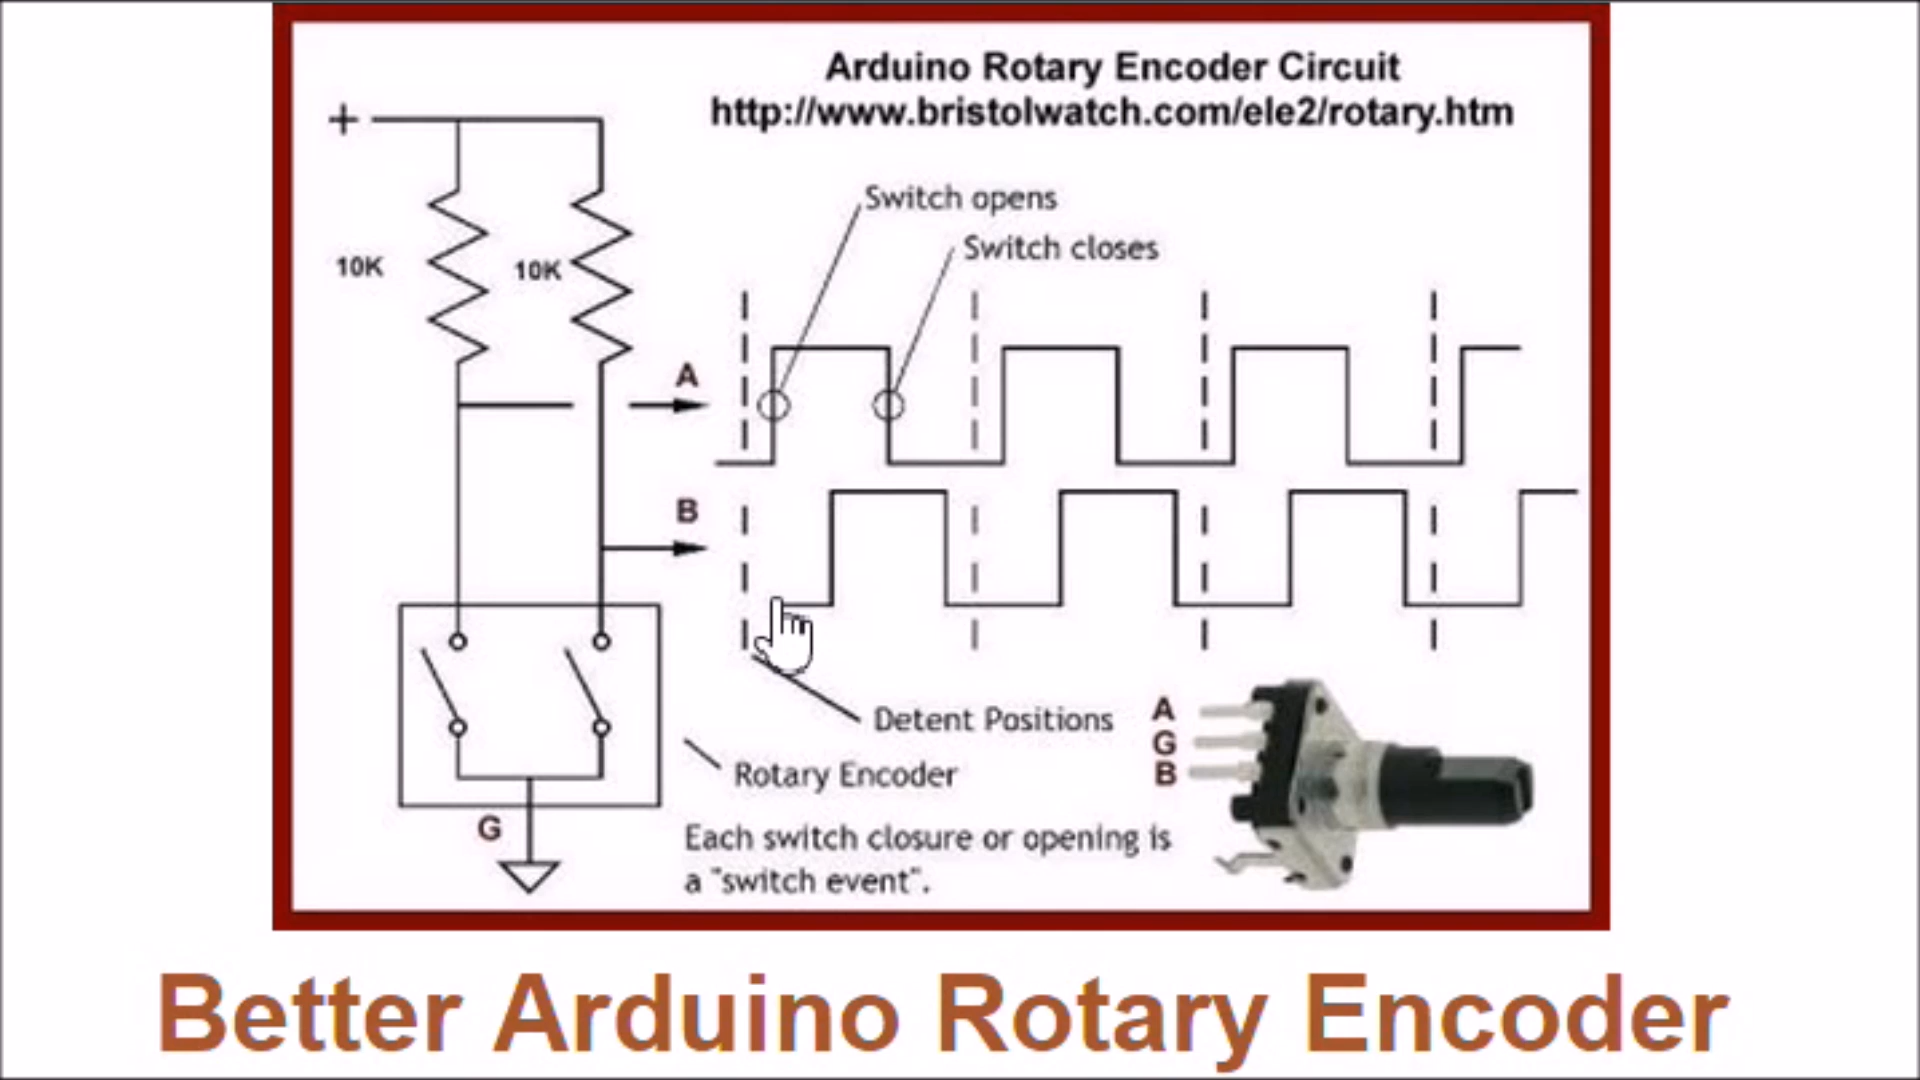 Arduino Rotary Encoder Circuit
http://www.bristolwatch.com/ele2/rotary.htm
+
Switch opens
Switch closes
10K
10K
A
B
Detent Positions
A
G
B
Rotary Encoder
G
Each switch closure or opening is
a "switch event".
Better Arduino Rotary Encoder